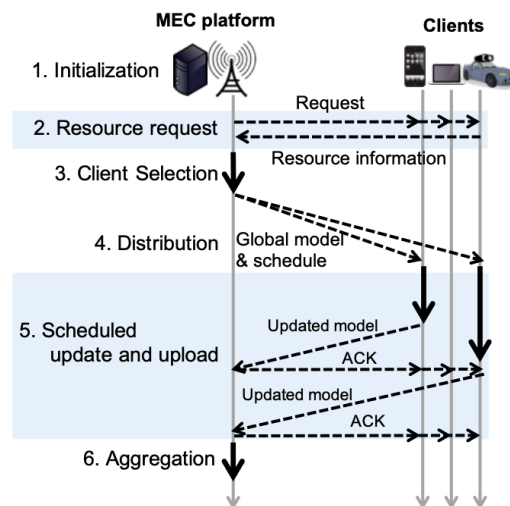 MEC platform
Clients
1. Initialization
Request
2. Resource request
Resource information
3. Client Selection
4. Distribution
Global model
& schedule
5. Scheduled
update and upload
Updated model
ACK
Updated model
ACK
6. Aggregation